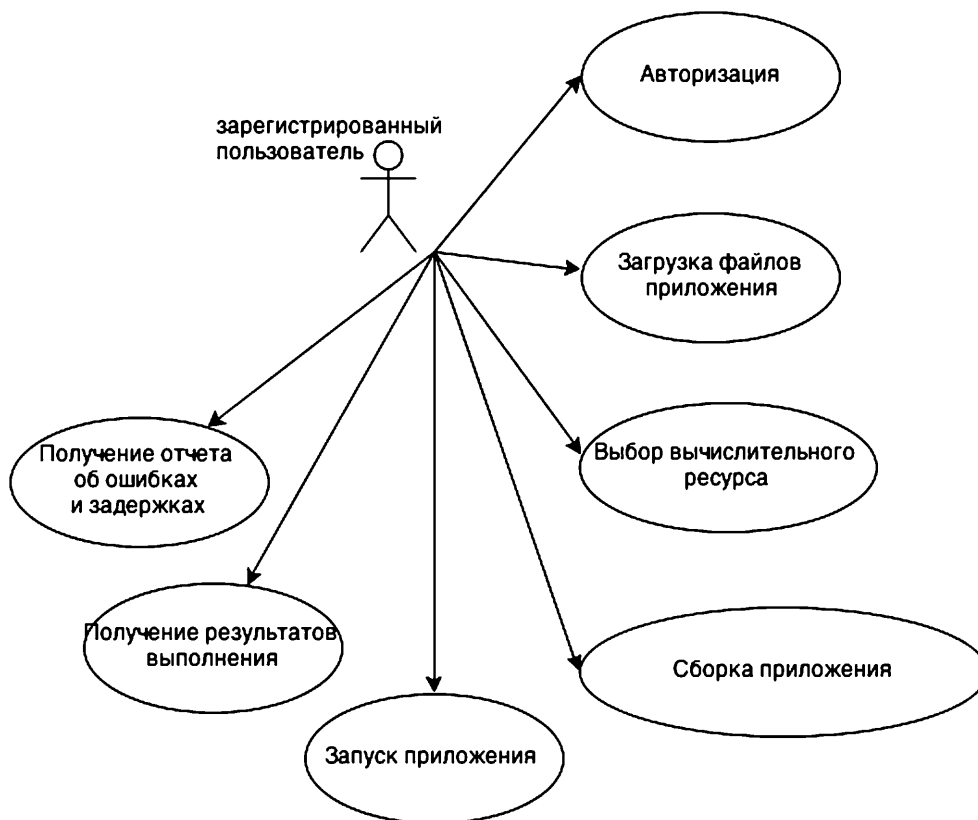 Авторизация
зарегистрированный
пользователь
Загрузка файлов
приложения
Выбор вычислительного
ресурса
Получение отчета
об ошибках
и задержках
Получение результатов
выполнения
Сборка приложения
Запуск приложения